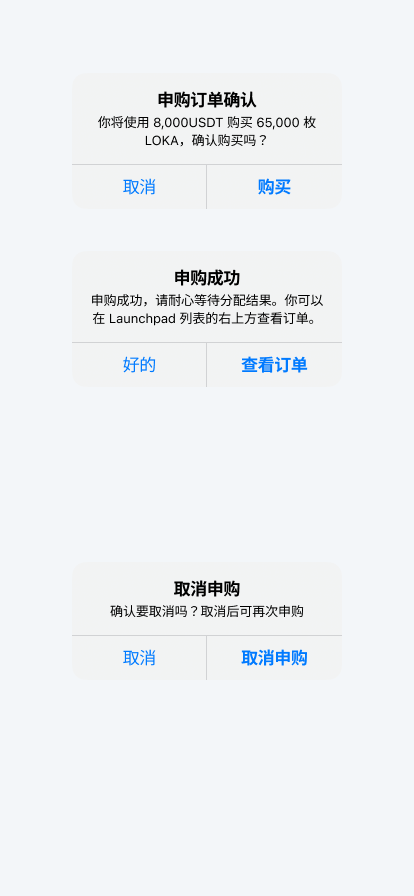 申购订单确认
你将使用 8,000USDT 购买 65,000 枚
LOKA，确认购买吗？
取消
购买
申购成功
申购成功，请耐心等待分配结果。你可以
在 Launchpad 列表的右上方查看订单。
好的
查看订单
取消申购
确认要取消吗？取消后可再次申购
取消
取消申购